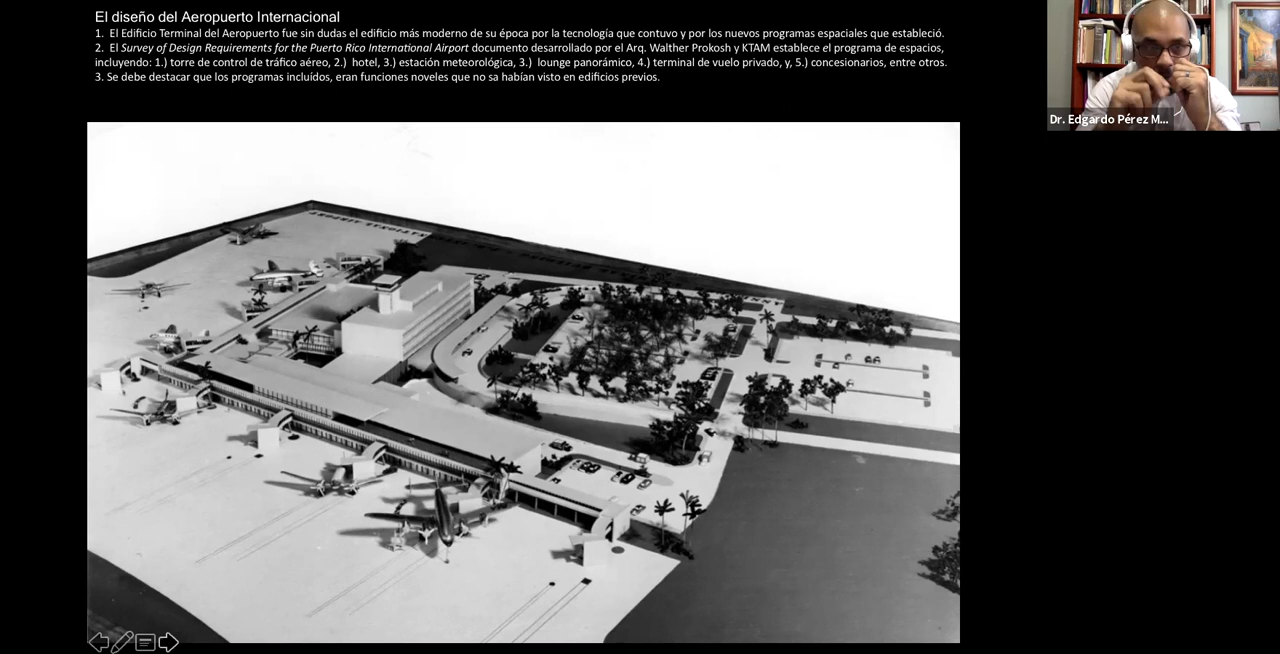 El diseño del Aeropuerto Internacional
1. El Edificio Terminal del Aeropuerto fue sin dudas el edificio más moderno de su época por la tecnología que contuvo y por los nuevos programas espaciales que estableció.
2. El Survey of Design Requirements for the Puerto Rico International Airport documento desarrollado por el Arq. Walther Prokosh y KTAM establece el programa de espacios,
incluyendo: 1.) torre de control de tráfico aéreo, 2.) hotel, 3.) estación meteorológica, 3.) lounge panorámico, 4.) terminal de vuelo privado, y, 5.) concesionarios, entre otros.
3. Se debe destacar que los programas incluídos, eran funciones noveles que no sa habían visto en edificios previos.
Dr. Edgardo Pérez M...